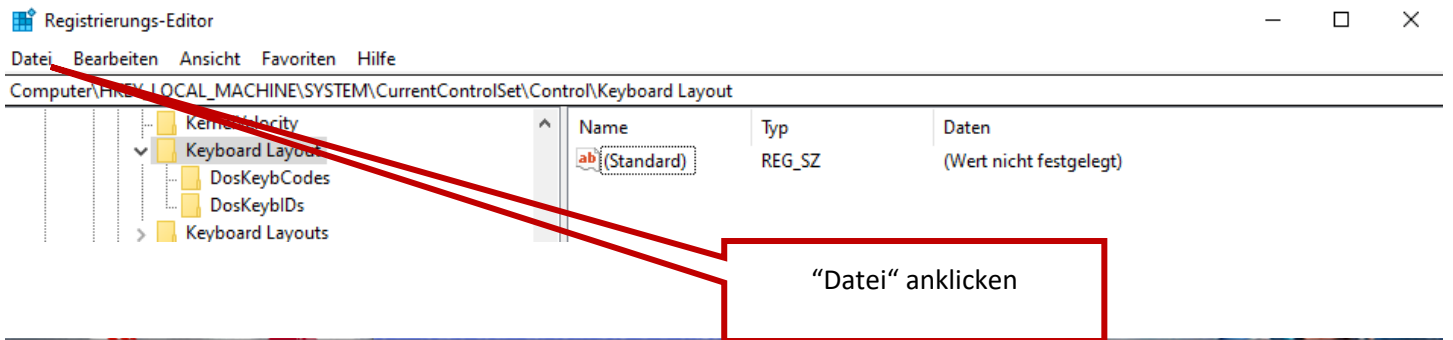 Registrierungs-Editor
Datei Bearbeiten Ansicht Favoriten Hilfe
Computer\HKEY_LOCAL_MACHINE\SYSTEM\CurrentControlSet\Control\Keyboard Layout
KernelVelocity
Name Typ Daten
Keyboard Layout
(Standard) REG_SZ (Wert nicht festgelegt)
DosKeybCodes
DosKeybIDs
Keyboard Layouts
“Datei“ anklicken